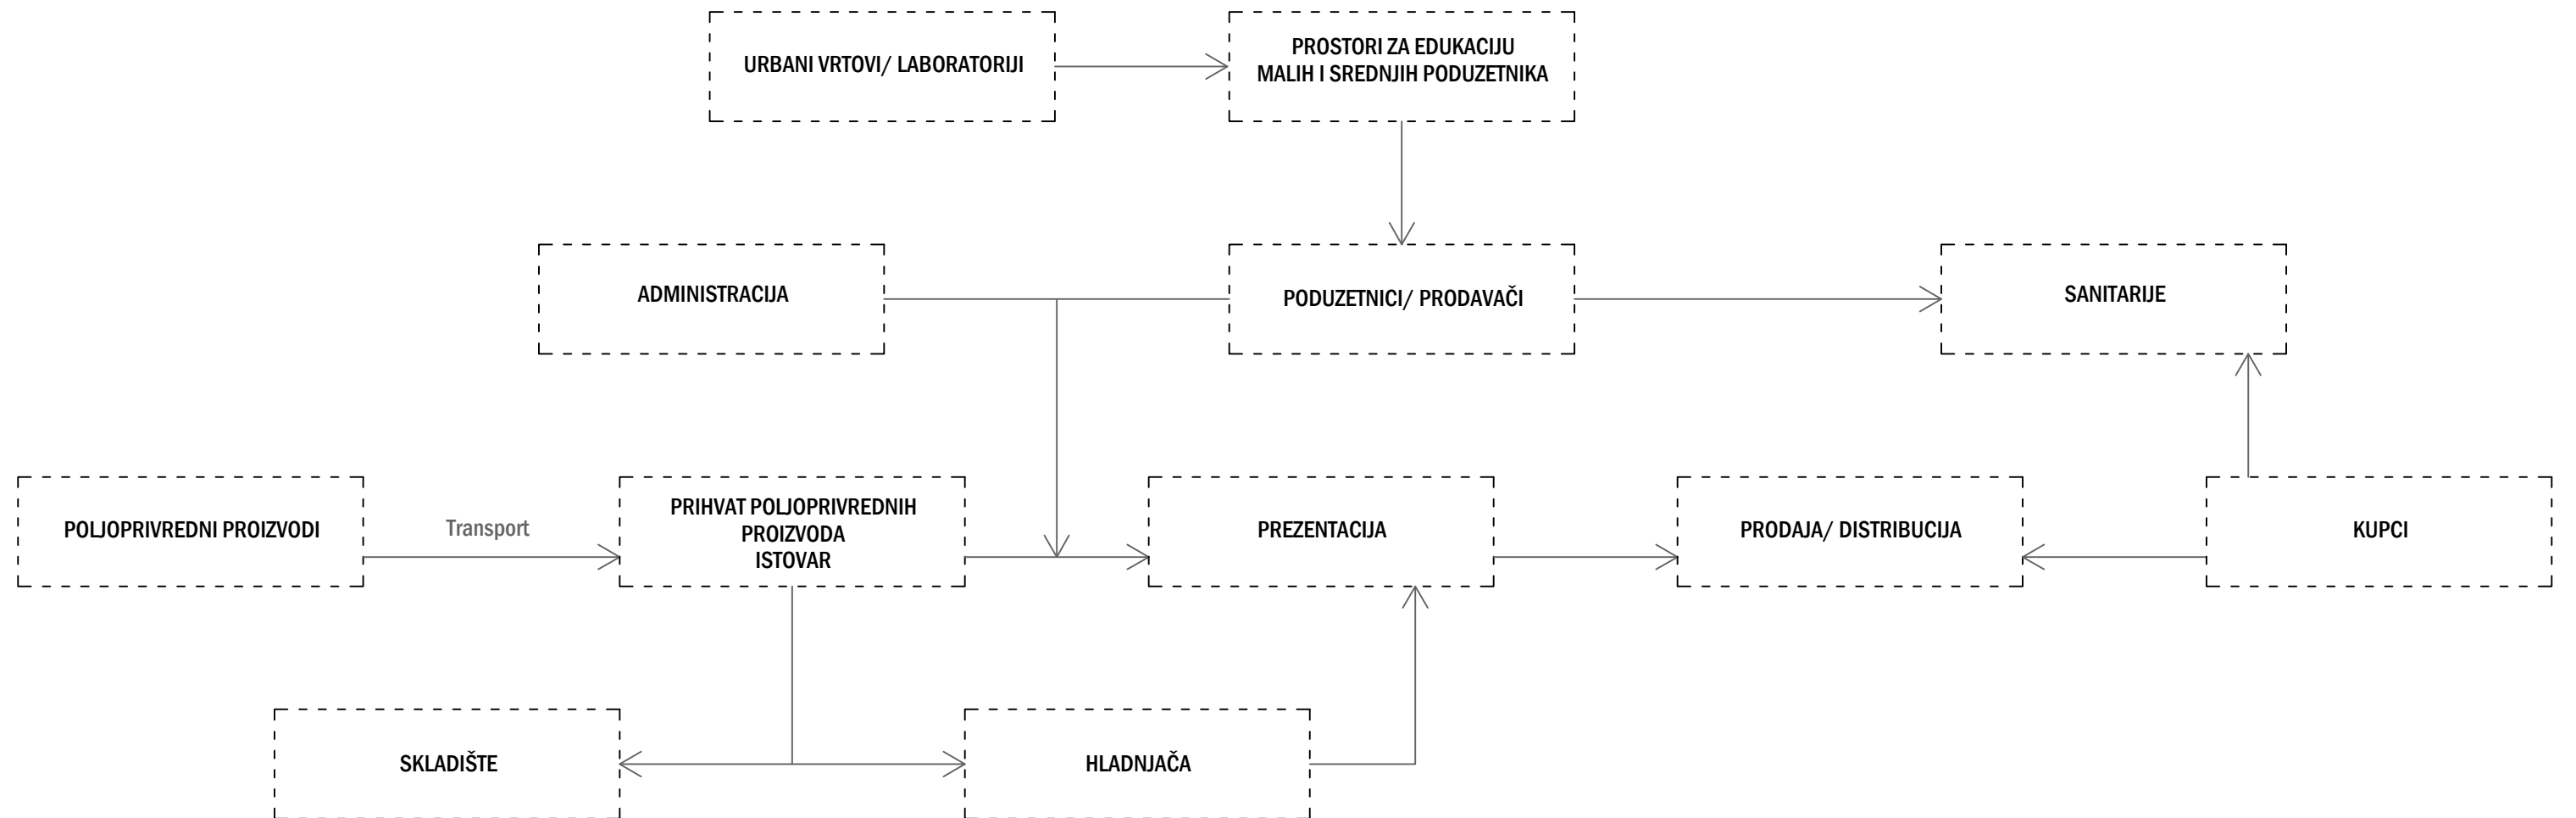 URBANI VRTOVI/ LABORATORIJI
PROSTORI ZA EDUKACIJU
MALIH I SREDNJIH PODUZETNIKA
ADMINISTRACIJA
PODUZETNICI/ PRODAVAČI
SANITARIJE
POLJOPRIVREDNI PROIZVODI
Transport
PRIHVAT POLJOPRIVREDNIH
PROIZVODA
ISTOVAR
PREZENTACIJA
PRODAJA/ DISTRIBUCIJA
KUPCI
SKLADIŠTE
HLADNJAČA